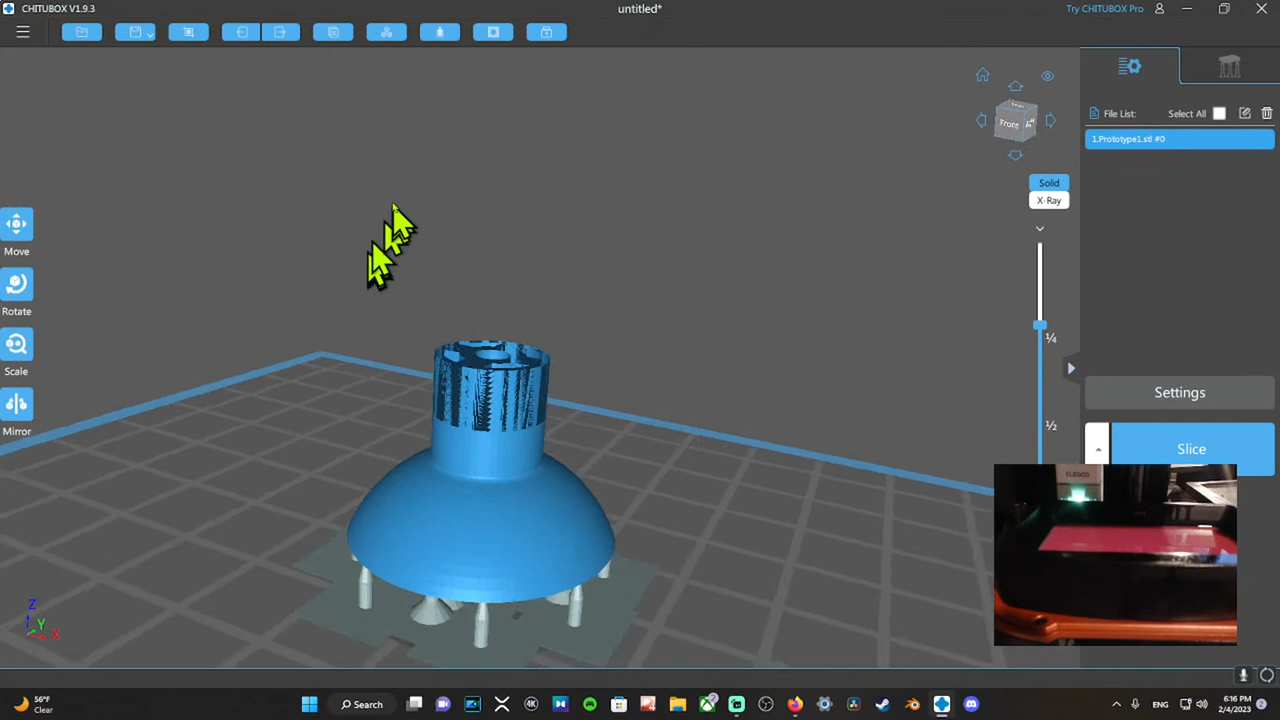 CHITUBOX V1.9.3
untitled*
Try CHITUBOX Pro
File List:
Select All
1.Prototype1.stl #0
Front
Solid
X-Ray
Move
Rotate
Scale
Mirror
1/4
1/2
Settings
Slice
ELEGOO
Z
Y
X
56°F
Clear
Search
ENG
6:16 PM
2/4/2023